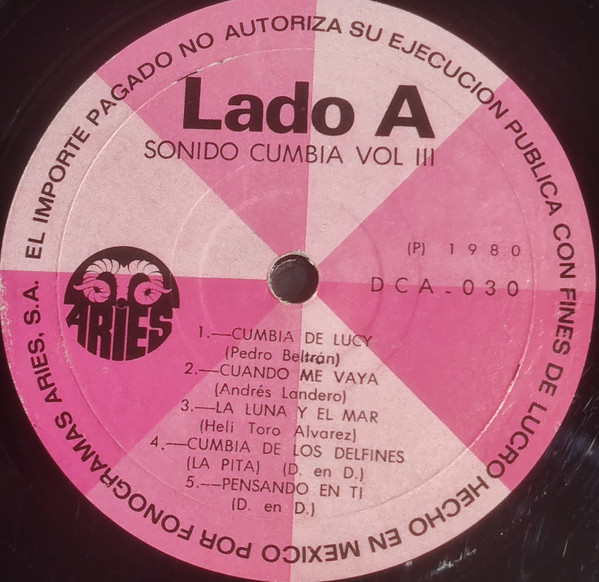 EL IMPORTE PAGADO NO AUTORIZA SU EJECUCION PUBLICA CON FINES DE LUCRO HECHO EN MEXICO POR FONOGRAMAS ARIES, S.A.
Lado A
SONIDO CUMBIA VOL III
(P) 1980
DCA-030
ARIES
1.—CUMBIA DE LUCY
(Pedro Beltrán)
2.—CUANDO ME VAYA
(Andrés Landero)
3.—LA LUNA Y EL MAR
(Heli Toro Alvarez)
4.—CUMBIA DE LOS DELFINES
(LA PITA) (D. en D.)
5.—PENSANDO EN TI
(D. en D.)